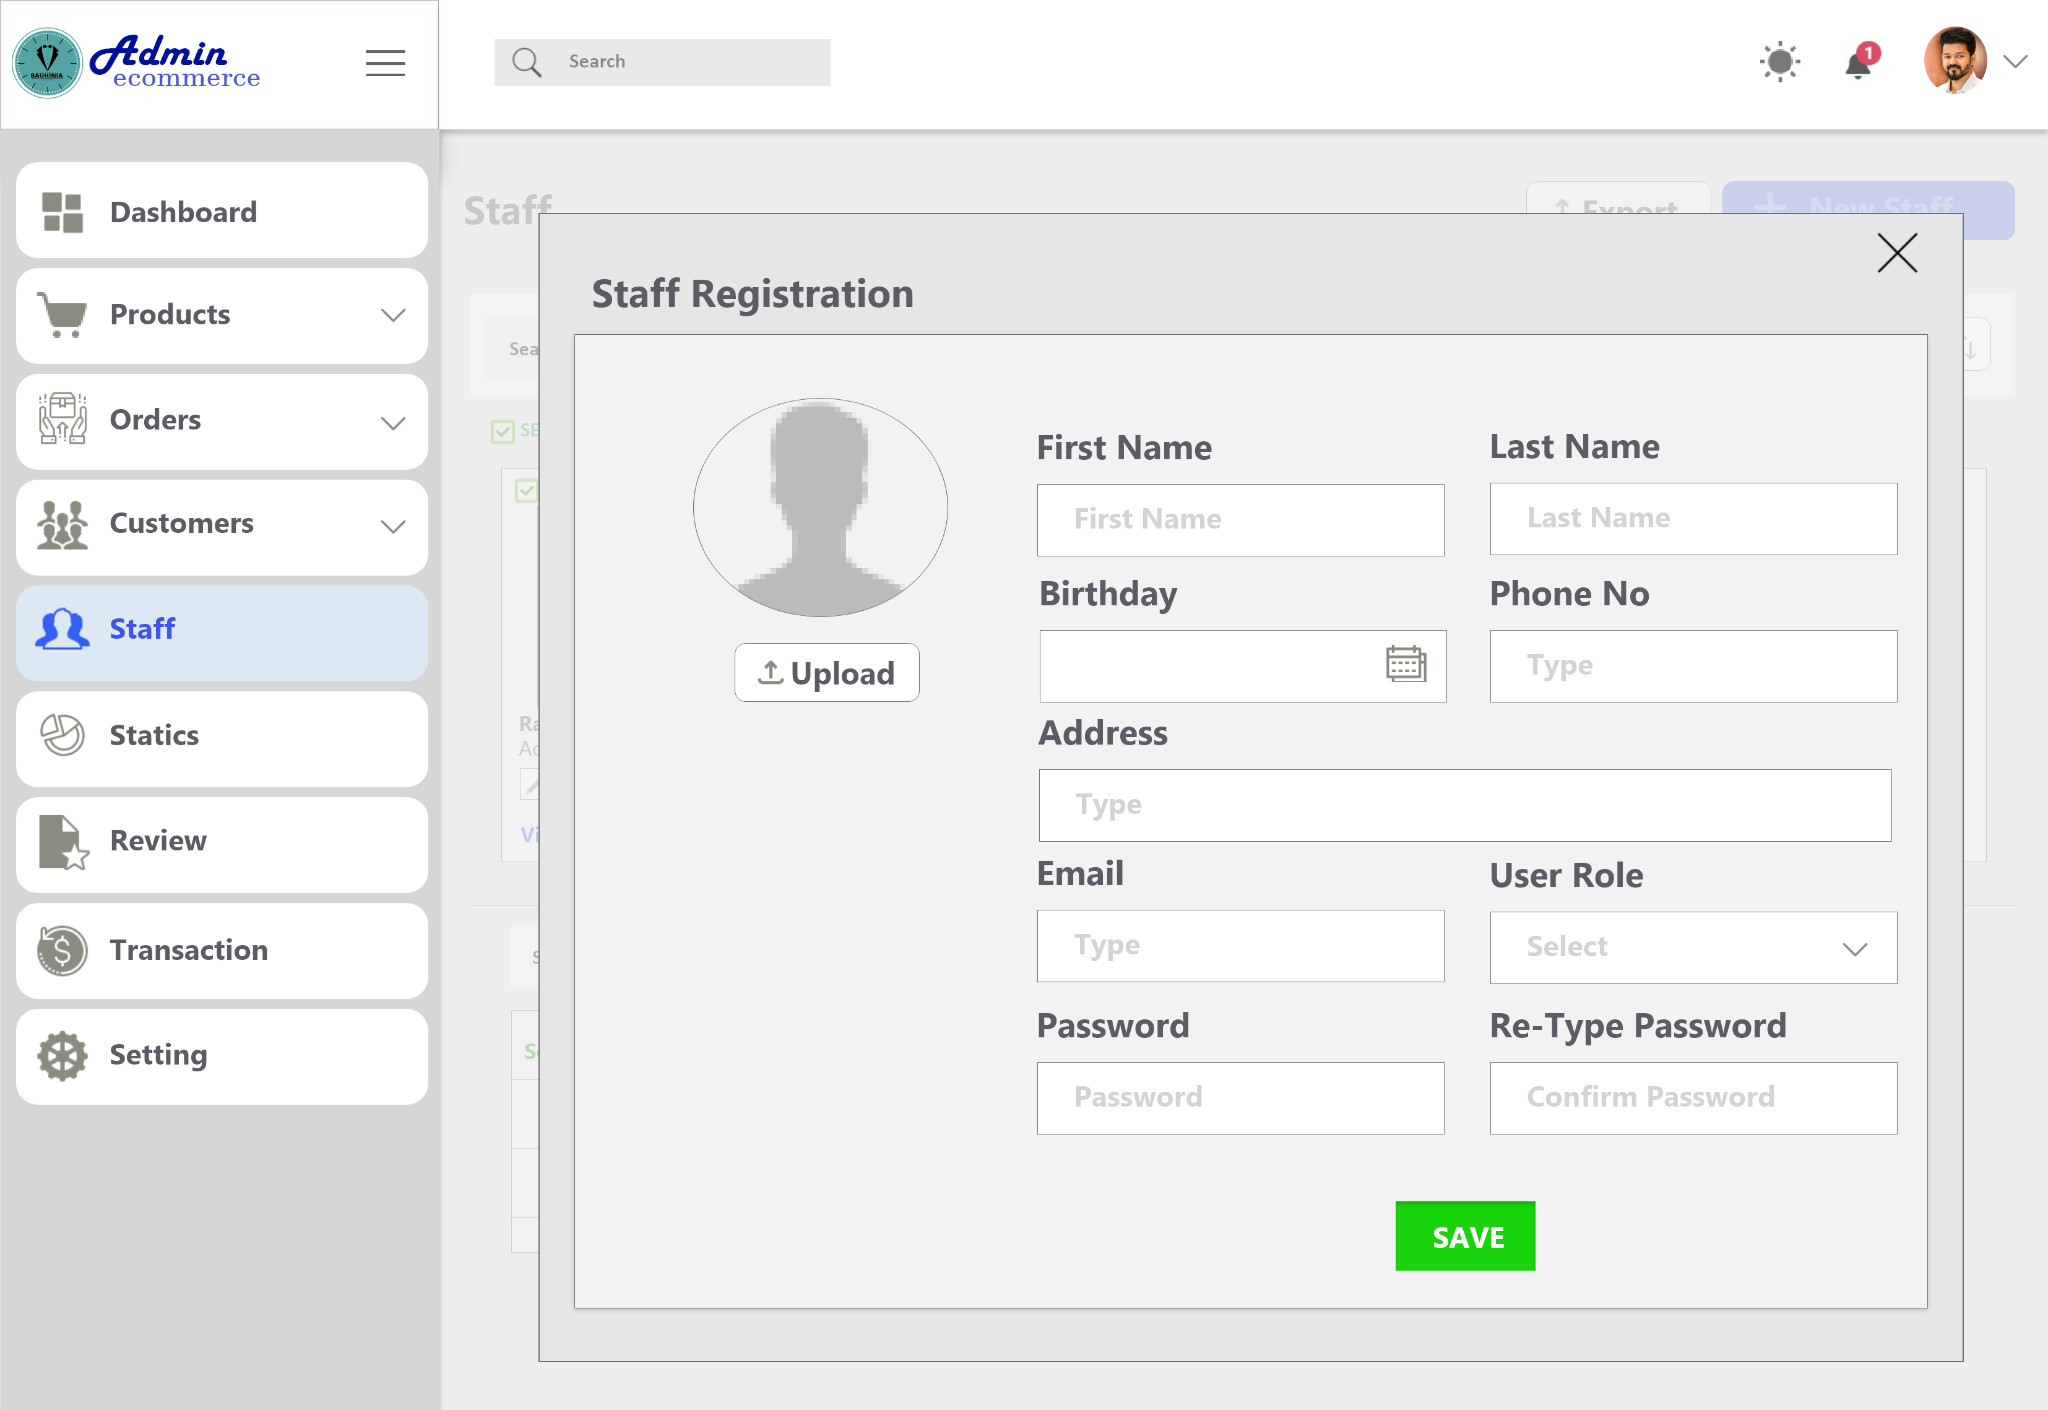 BAUHINIA
Admin
ecommerce
Search
1
Dashboard
Products
Orders
Customers
Staff
Statics
Review
Transaction
Setting
Staff
Export
New Staff
Staff Registration
Upload
First Name
First Name
Last Name
Last Name
Birthday
Phone No
Type
Address
Type
Email
Type
User Role
Select
Password
Password
Re-Type Password
Confirm Password
SAVE